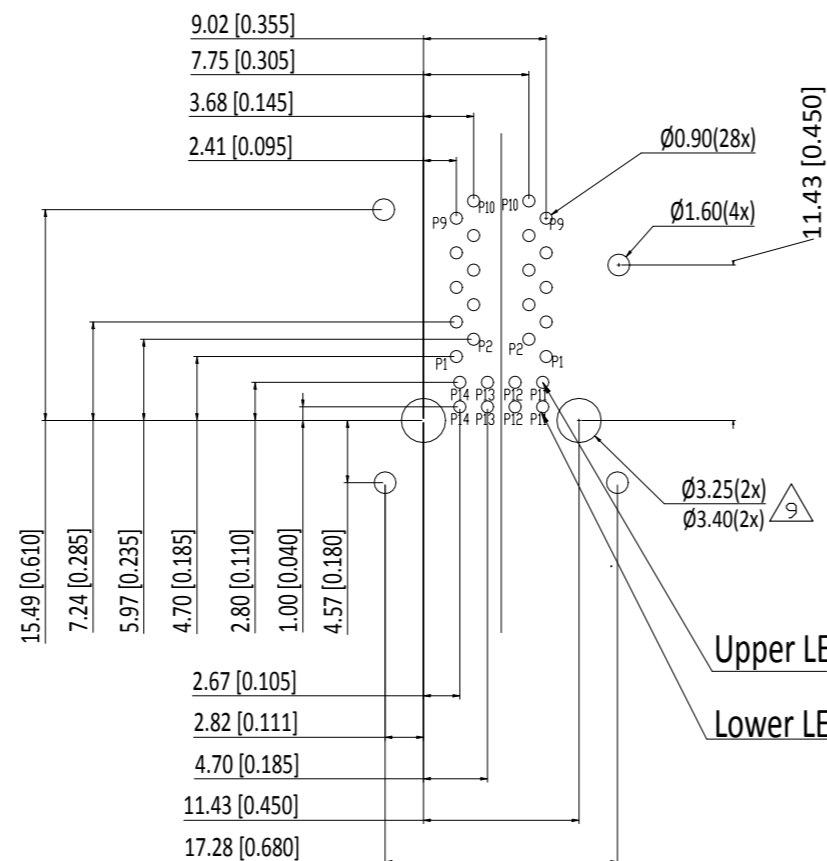 9.02 [0.355]
7.75 [0.305]
3.68 [0.145]
2.41 [0.095]
11.43 [0.450]
Ø0.90(28x)
Ø1.60(4x)
P10 P10
P9 P9
P2 P2
P1 P1
P14 P13 P12 P11
P14 P13 P12 P11
Ø3.25(2x)
Ø3.40(2x) 9
15.49 [0.610]
7.24 [0.285]
5.97 [0.235]
4.70 [0.185]
2.80 [0.110]
1.00 [0.040]
4.57 [0.180]
Upper LE
Lower LE
2.67 [0.105]
2.82 [0.111]
4.70 [0.185]
11.43 [0.450]
17.28 [0.680]